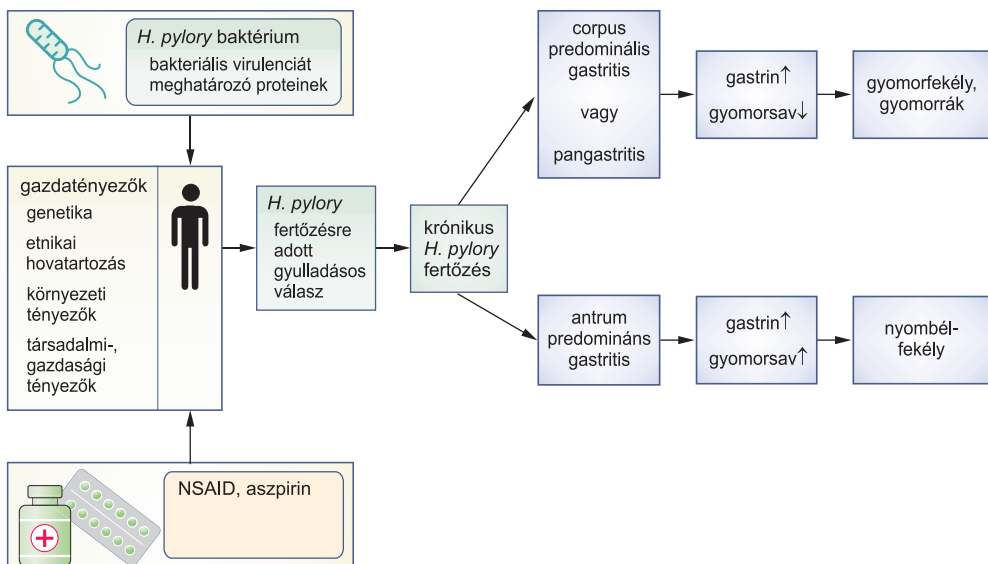 H. pylory baktérium
bakteriális virulenciát
meghatározó proteinek
gazdatényezők
genetika
etnikai
hovatartozás
környezeti
tényezők
társadalmi-,
gazdasági
tényezők
NSAID, aszpirin
H. pylory
fertőzésre
adott
gyulladásos
válasz
krónikus
H. pylory
fertőzés
corpus
predominális
gastritis
vagy
pangastritis
gastrin↑
gyomorsav↓
gyomorfekély,
gyomorrák
antrum
predomináns
gastritis
gastrin↑
gyomorsav↑
nyombél-
fekély